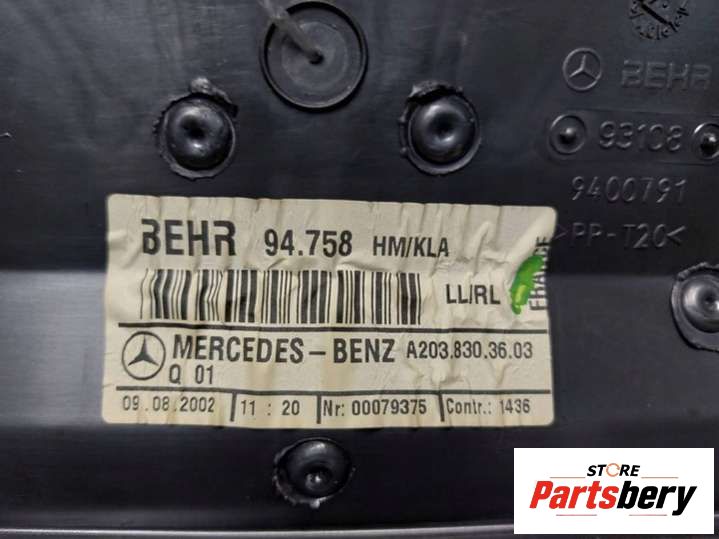 BEHR
93108
9400791
>PP-T20<
BEHR 94.758 HM/KLA
LL/RL FRANCE
MERCEDES-BENZ A203.830.36.03
Q 01
09.08.2002 11:20 Nr: 00079375 Contr.: 1436
STORE
Partsbery